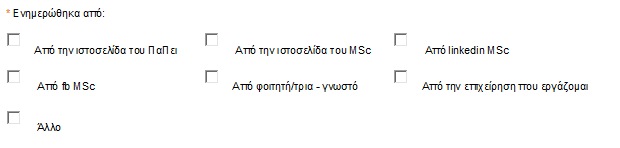 * Ενημερώθηκα από:
Από την ιστοσελίδα του ΠαΠει Από την ιστοσελίδα του MSc Από linkedin MSc
Από fb MSc Από φοιτητή/τρια - γνωστό Από την επιχείρηση που εργάζομαι
Άλλο